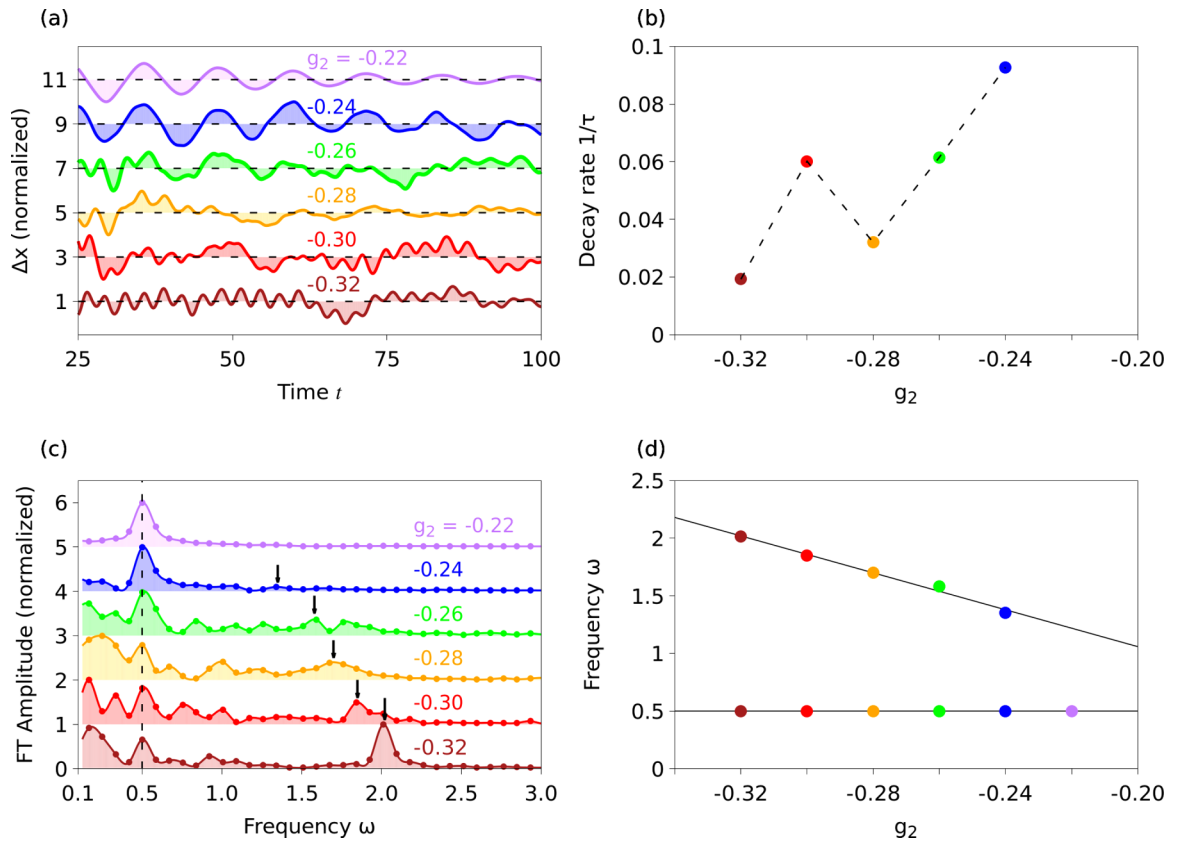 (a)
g₂ = -0.22
-0.24
-0.26
-0.28
-0.30
-0.32
11
9
7
5
3
1
Δx (normalized)
25 50 75 100
Time t
(b)
0.1
0.08
0.06
0.04
0.02
0
Decay rate 1/τ
-0.32 -0.28 -0.24 -0.20
g₂
(c)
g₂ = -0.22
-0.24
-0.26
-0.28
-0.30
-0.32
6
5
4
3
2
1
0
FT Amplitude (normalized)
0.1 0.5 1.0 1.5 2.0 2.5 3.0
Frequency ω
(d)
2.5
2
1.5
1
0.5
0
Frequency ω
-0.32 -0.28 -0.24 -0.20
g₂